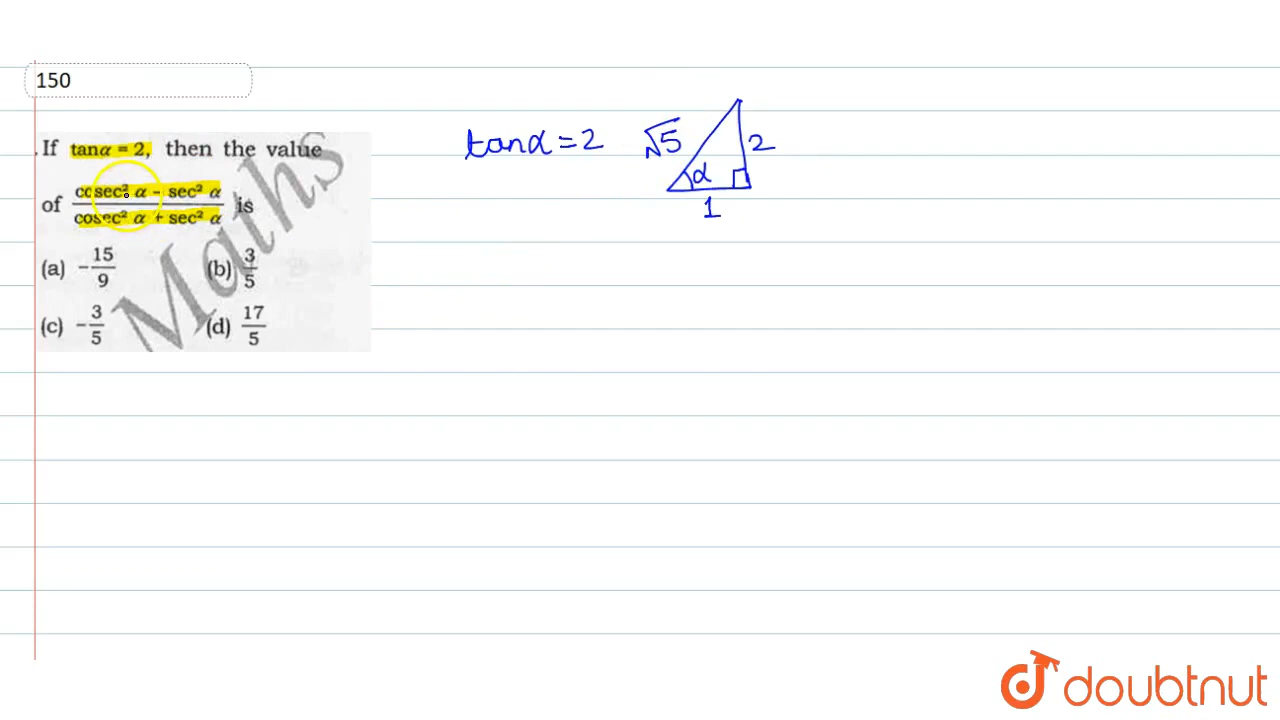 150
. If tanα = 2, then the value
of cosec² α - sec² α / cosec² α + sec² α is
(a) -15/9 (b) 3/5
(c) -3/5 (d) 17/5
Maths
tanα = 2 √5 2
α
1
doubtnut